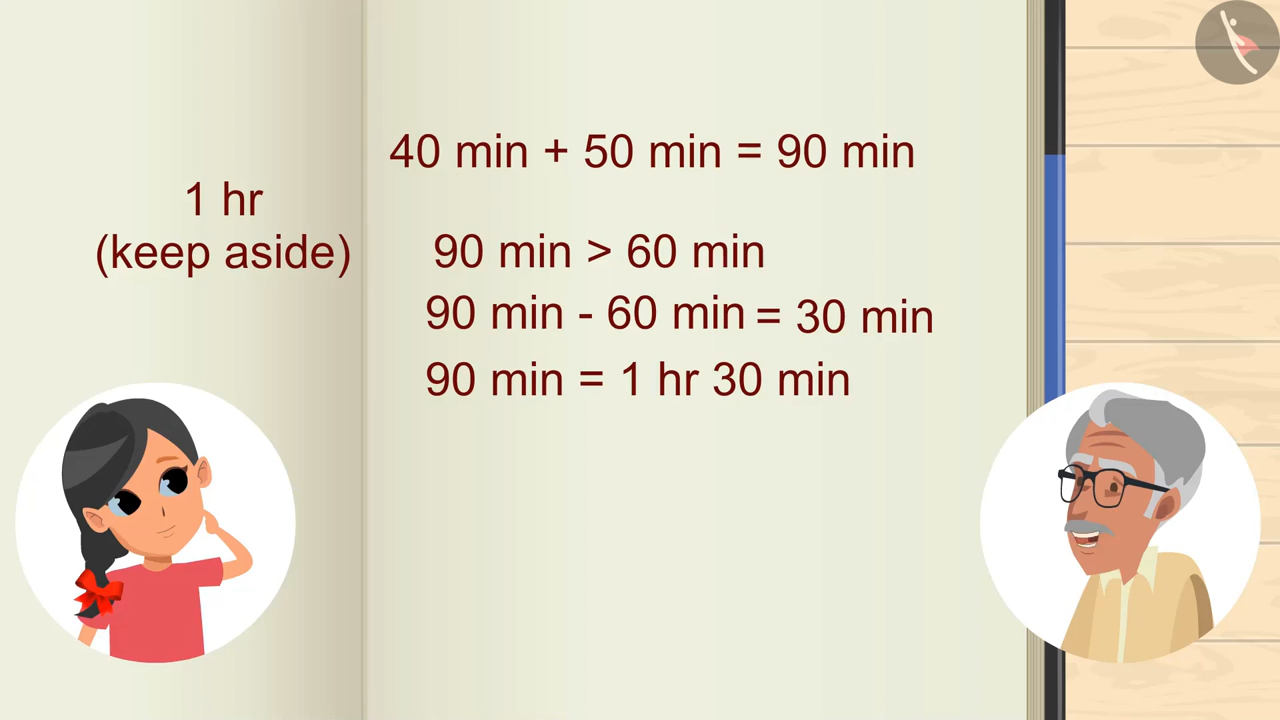 40 min + 50 min = 90 min
1 hr
(keep aside)
90 min > 60 min
90 min - 60 min = 30 min
90 min = 1 hr 30 min